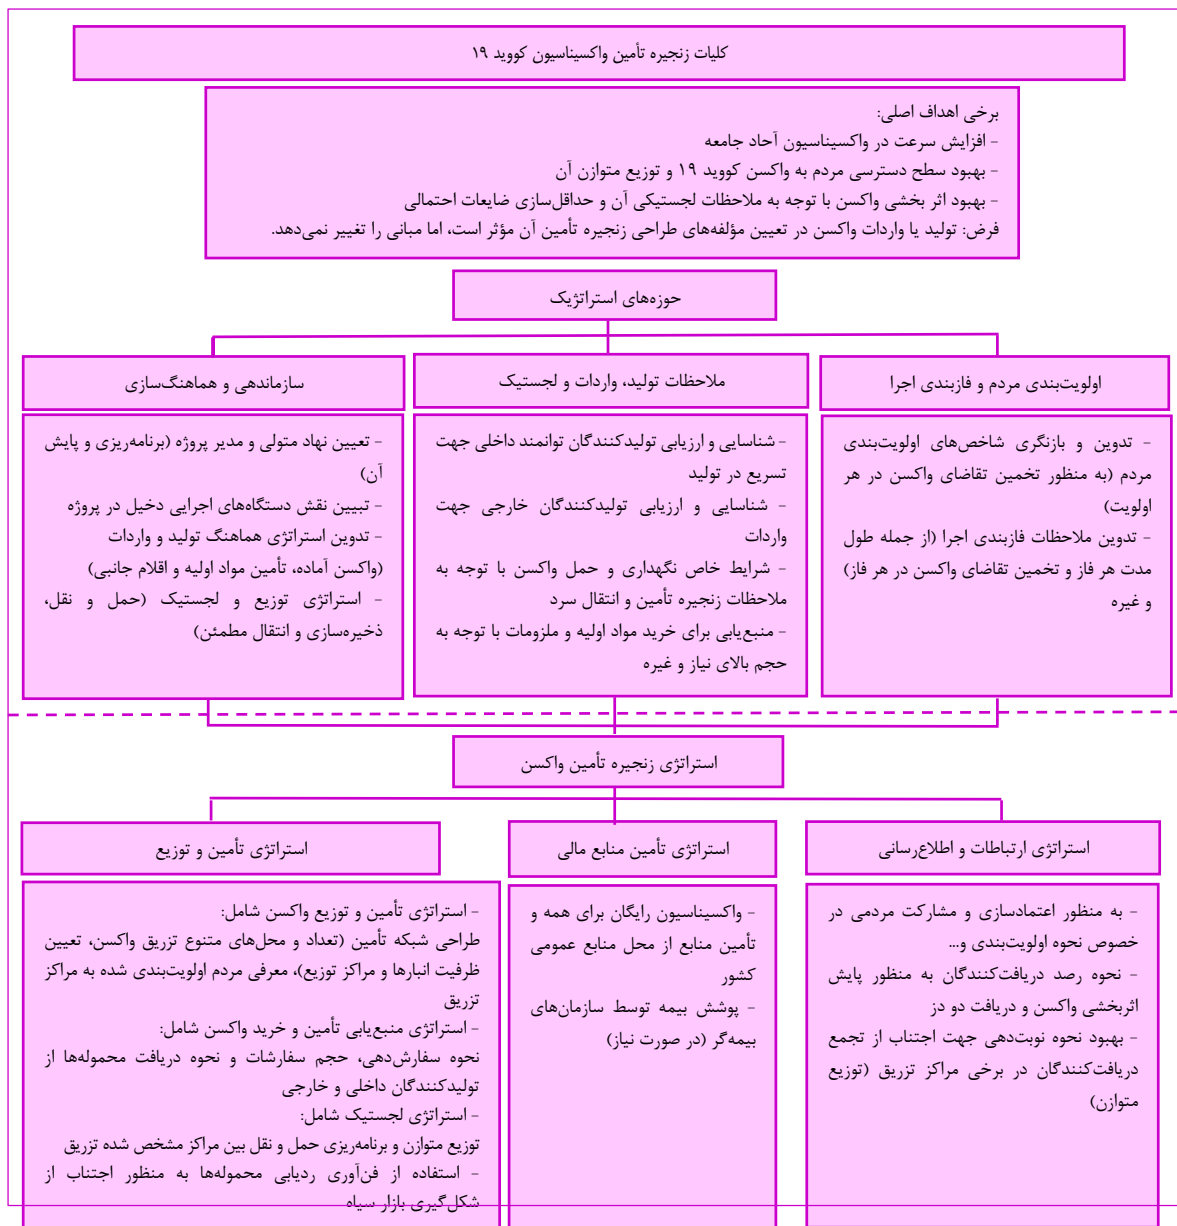 کلیات زنجیره تأمین واکسیناسیون کووید ۱۹
برخی اهداف اصلی:
- افزایش سرعت در واکسیناسیون آحاد جامعه
- بهبود سطح دسترسی مردم به واکسن کووید ۱۹ و توزیع متوازن آن
- بهبود اثر بخشی واکسن با توجه به ملاحظات لجستیکی آن و حداقل‌سازی ضایعات احتمالی
فرض: تولید یا واردات واکسن در تعیین مؤلفه‌های طراحی زنجیره تأمین آن مؤثر است، اما مبانی را تغییر نمی‌دهد.
حوزه‌های استراتژیک
اولویت‌بندی مردم و فازبندی اجرا
- تدوین و بازنگری شاخص‌های اولویت‌بندی
مردم (به منظور تخمین تقاضای واکسن در هر
اولویت)
- تدوین ملاحظات فازبندی اجرا (از جمله طول
مدت هر فاز و تخمین تقاضای واکسن در هر فاز)
و غیره
ملاحظات تولید، واردات و لجستیک
- شناسایی و ارزیابی تولیدکنندگان توانمند داخلی جهت
تسریع در تولید
- شناسایی و ارزیابی تولیدکنندگان خارجی جهت
واردات
- شرایط خاص نگهداری و حمل واکسن با توجه به
ملاحظات زنجیره تأمین و انتقال سرد
- منبع‌یابی برای خرید مواد اولیه و ملزومات با توجه به
حجم بالای نیاز و غیره
سازماندهی و هماهنگ‌سازی
- تعیین نهاد متولی و مدیر پروژه (برنامه‌ریزی و پایش
آن)
- تبیین نقش دستگاه‌های اجرایی دخیل در پروژه
- تدوین استراتژی هماهنگ تولید و واردات
(واکسن آماده، تأمین مواد اولیه و اقلام جانبی)
- استراتژی توزیع و لجستیک (حمل و نقل،
ذخیره‌سازی و انتقال مطمئن)
استراتژی زنجیره تأمین واکسن
استراتژی ارتباطات و اطلاع‌رسانی
- به منظور اعتمادسازی و مشارکت مردمی در
خصوص نحوه اولویت‌بندی و...
- نحوه رصد دریافت‌کنندگان به منظور پایش
اثربخشی واکسن و دریافت دو دز
- بهبود نحوه نوبت‌دهی جهت اجتناب از تجمع
دریافت‌کنندگان در برخی مراکز تزریق (توزیع
متوازن)
استراتژی تأمین منابع مالی
- واکسیناسیون رایگان برای همه و
تأمین منابع از محل منابع عمومی
کشور
- پوشش بیمه توسط سازمان‌های
بیمه‌گر (در صورت نیاز)
استراتژی تأمین و توزیع
- استراتژی تأمین و توزیع واکسن شامل:
طراحی شبکه تأمین (تعداد و محل‌های متنوع تزریق واکسن، تعیین
ظرفیت انبارها و مراکز توزیع)، معرفی مردم اولویت‌بندی شده به مراکز
تزریق
- استراتژی منبع‌یابی تأمین و خرید واکسن شامل:
نحوه سفارش‌دهی، حجم سفارشات و نحوه دریافت محموله‌ها از
تولیدکنندگان داخلی و خارجی
- استراتژی لجستیک شامل:
توزیع متوازن و برنامه‌ریزی حمل و نقل بین مراکز مشخص شده تزریق
- استفاده از فن‌آوری ردیابی محموله‌ها به منظور اجتناب از
شکل‌گیری بازار سیاه